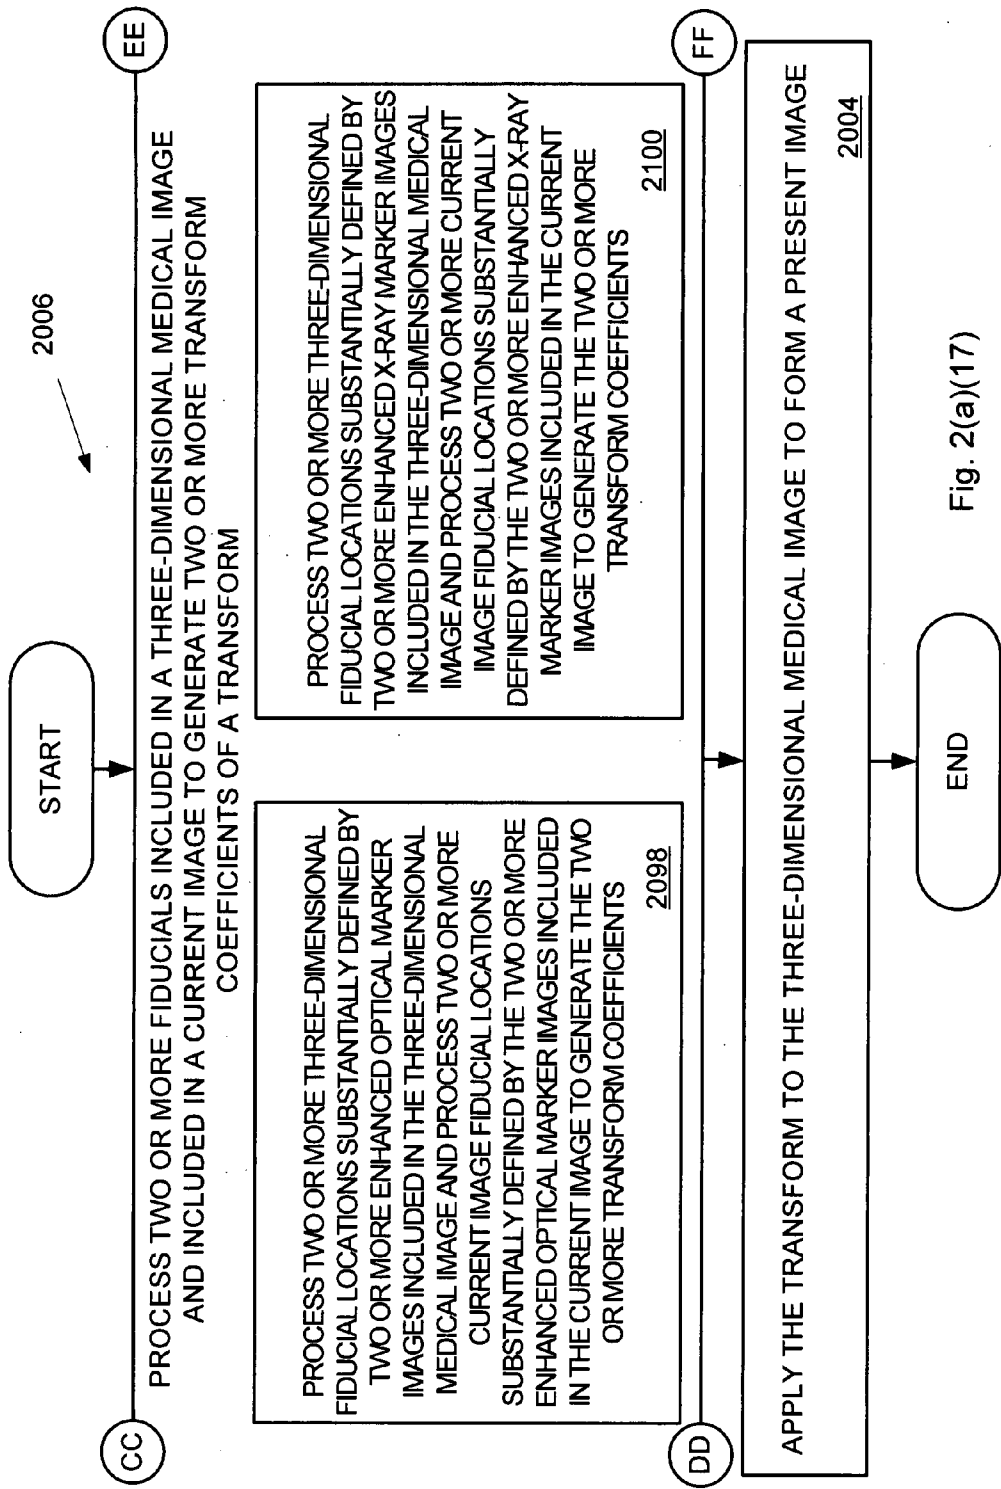 START
2006
CC
EE
PROCESS TWO OR MORE FIDUCIALS INCLUDED IN A THREE-DIMENSIONAL MEDICAL IMAGE
AND INCLUDED IN A CURRENT IMAGE TO GENERATE TWO OR MORE TRANSFORM
COEFFICIENTS OF A TRANSFORM
PROCESS TWO OR MORE THREE-DIMENSIONAL
FIDUCIAL LOCATIONS SUBSTANTIALLY DEFINED BY
TWO OR MORE ENHANCED OPTICAL MARKER
IMAGES INCLUDED IN THE THREE-DIMENSIONAL
MEDICAL IMAGE AND PROCESS TWO OR MORE
CURRENT IMAGE FIDUCIAL LOCATIONS
SUBSTANTIALLY DEFINED BY THE TWO OR MORE
ENHANCED OPTICAL MARKER IMAGES INCLUDED
IN THE CURRENT IMAGE TO GENERATE THE TWO
OR MORE TRANSFORM COEFFICIENTS
2098
PROCESS TWO OR MORE THREE-DIMENSIONAL
FIDUCIAL LOCATIONS SUBSTANTIALLY DEFINED BY
TWO OR MORE ENHANCED X-RAY MARKER IMAGES
INCLUDED IN THE THREE-DIMENSIONAL MEDICAL
IMAGE AND PROCESS TWO OR MORE CURRENT
IMAGE FIDUCIAL LOCATIONS SUBSTANTIALLY
DEFINED BY THE TWO OR MORE ENHANCED X-RAY
MARKER IMAGES INCLUDED IN THE CURRENT
IMAGE TO GENERATE THE TWO OR MORE
TRANSFORM COEFFICIENTS
2100
DD
FF
APPLY THE TRANSFORM TO THE THREE-DIMENSIONAL MEDICAL IMAGE TO FORM A PRESENT IMAGE
2004
END
Fig. 2(a)(17)